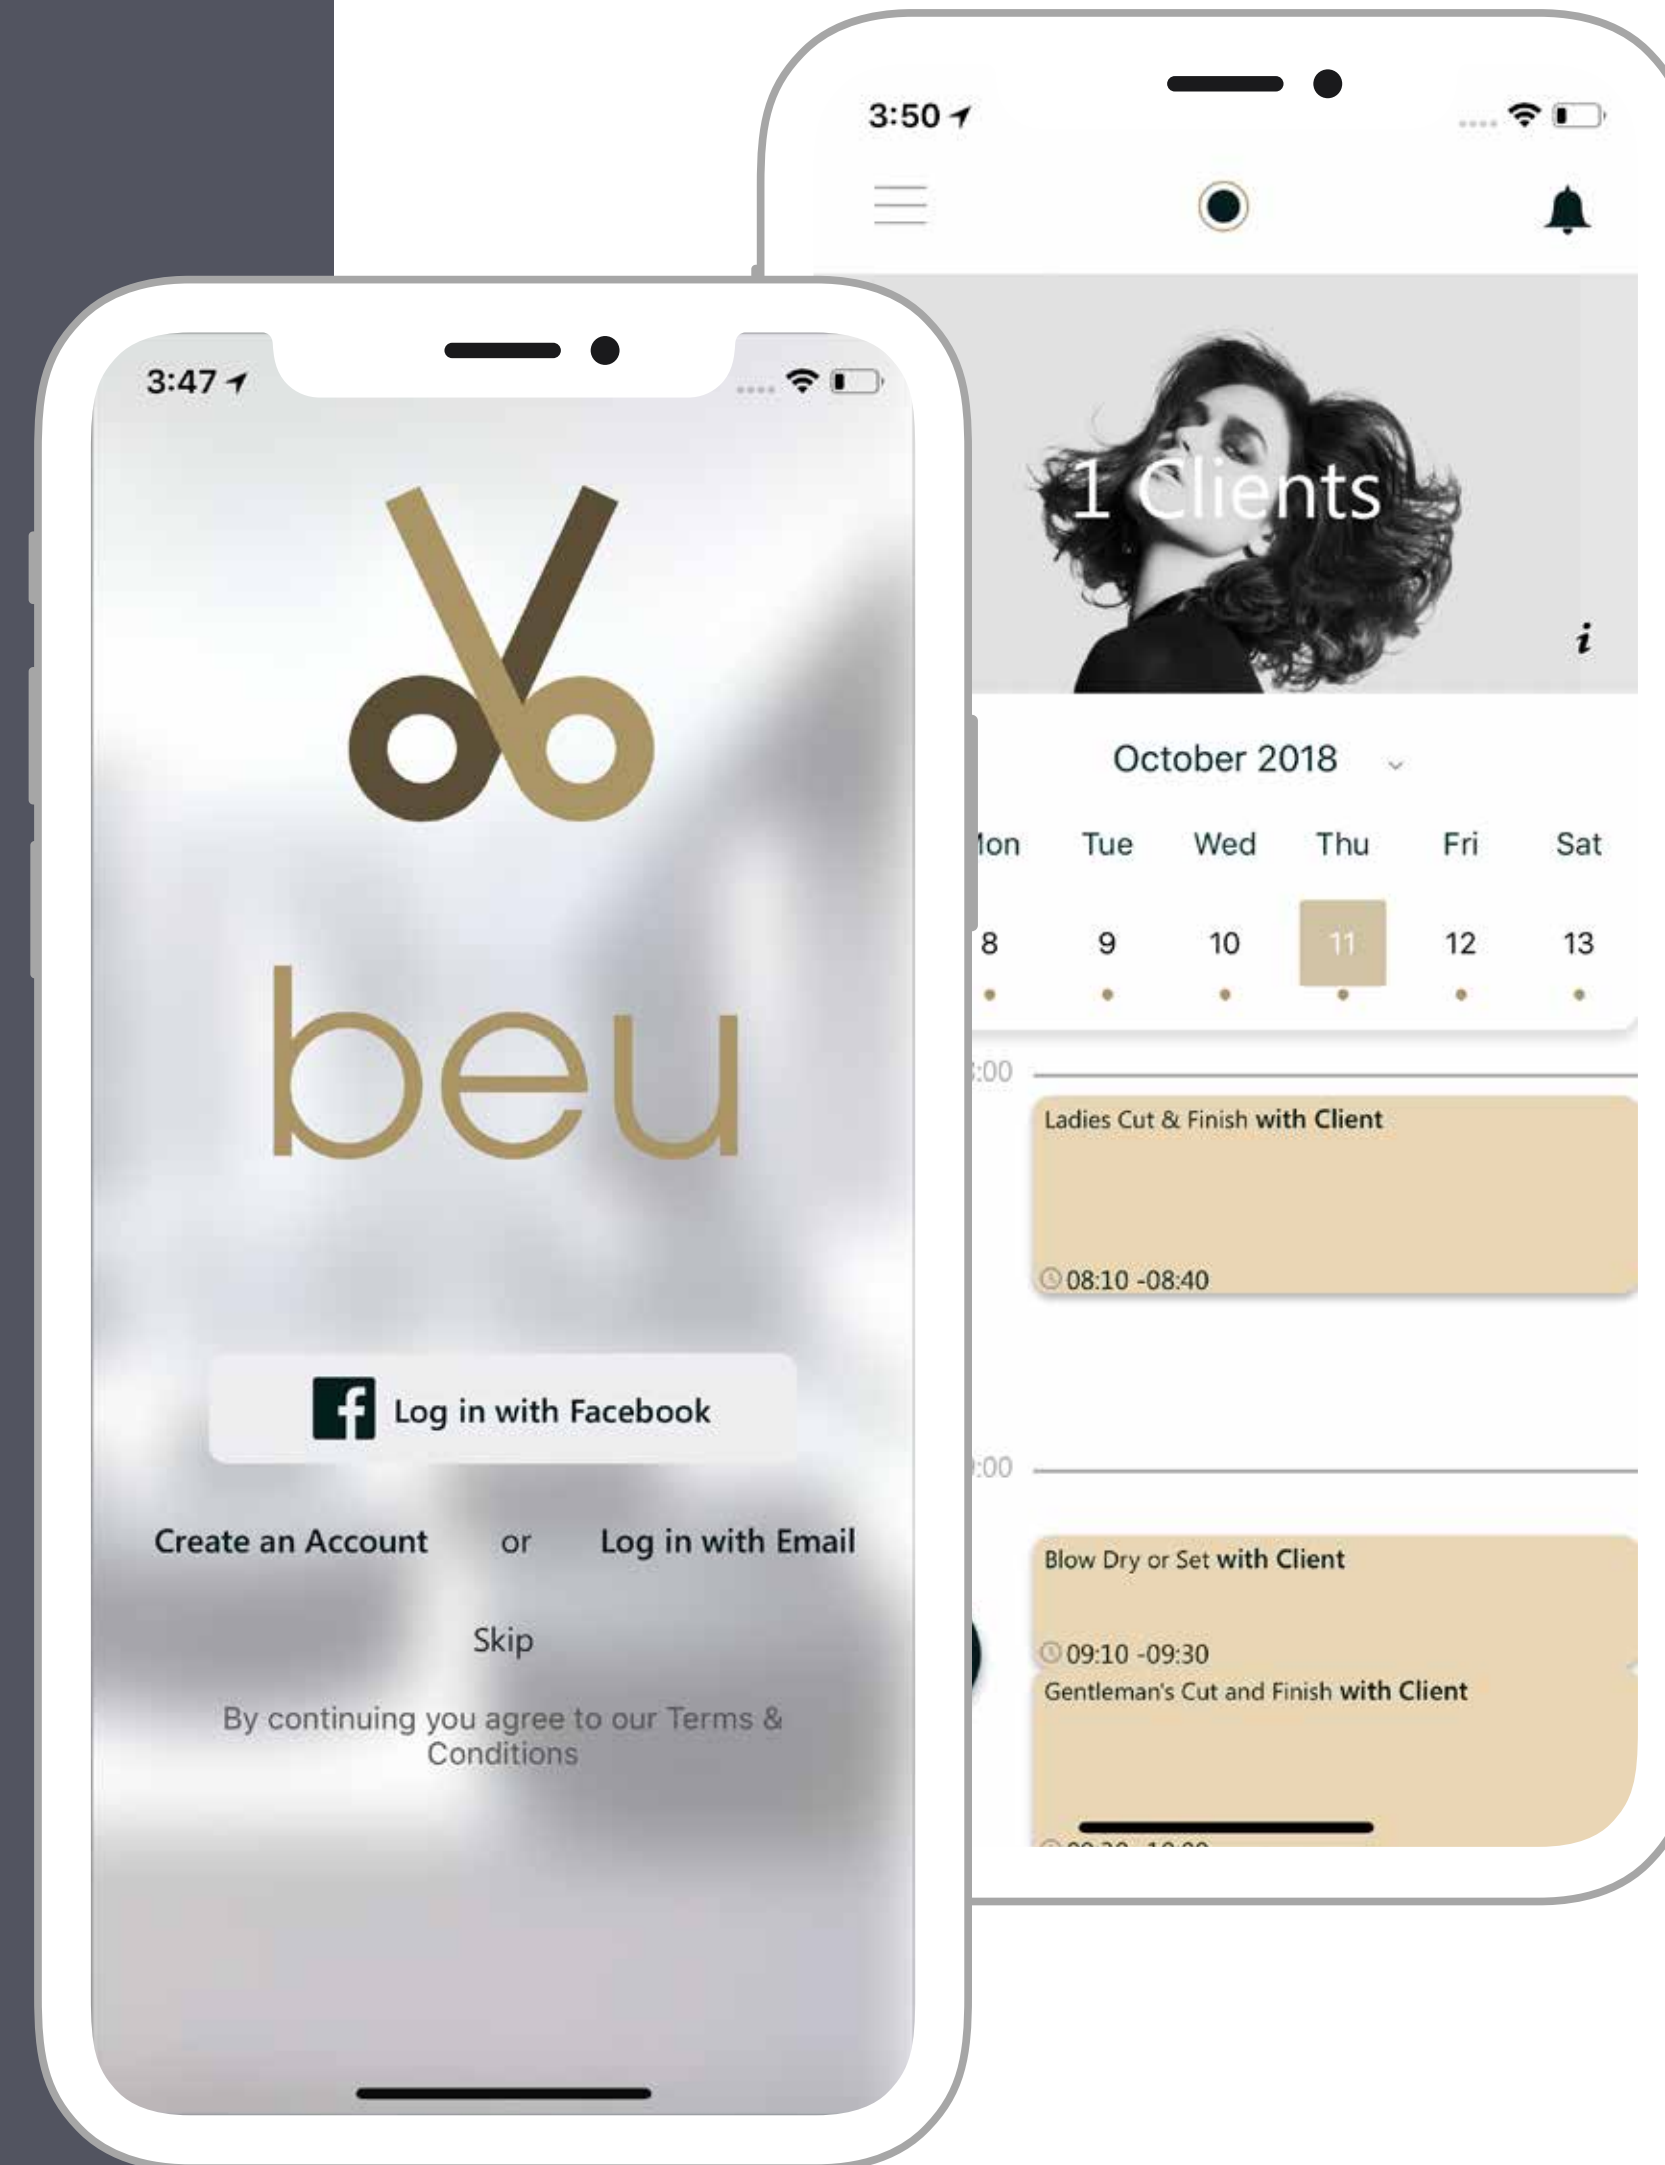 3:47
beu
Log in with Facebook
Create an Account or Log in with Email
Skip
By continuing you agree to our Terms &
Conditions
3:50
1 Clients
i
October 2018
Tue Wed Thu Fri Sat
8 9 10 11 12 13
:00
Ladies Cut & Finish with Client
08:10 -08:40
:00
Blow Dry or Set with Client
09:10 -09:30
Gentleman's Cut and Finish with Client